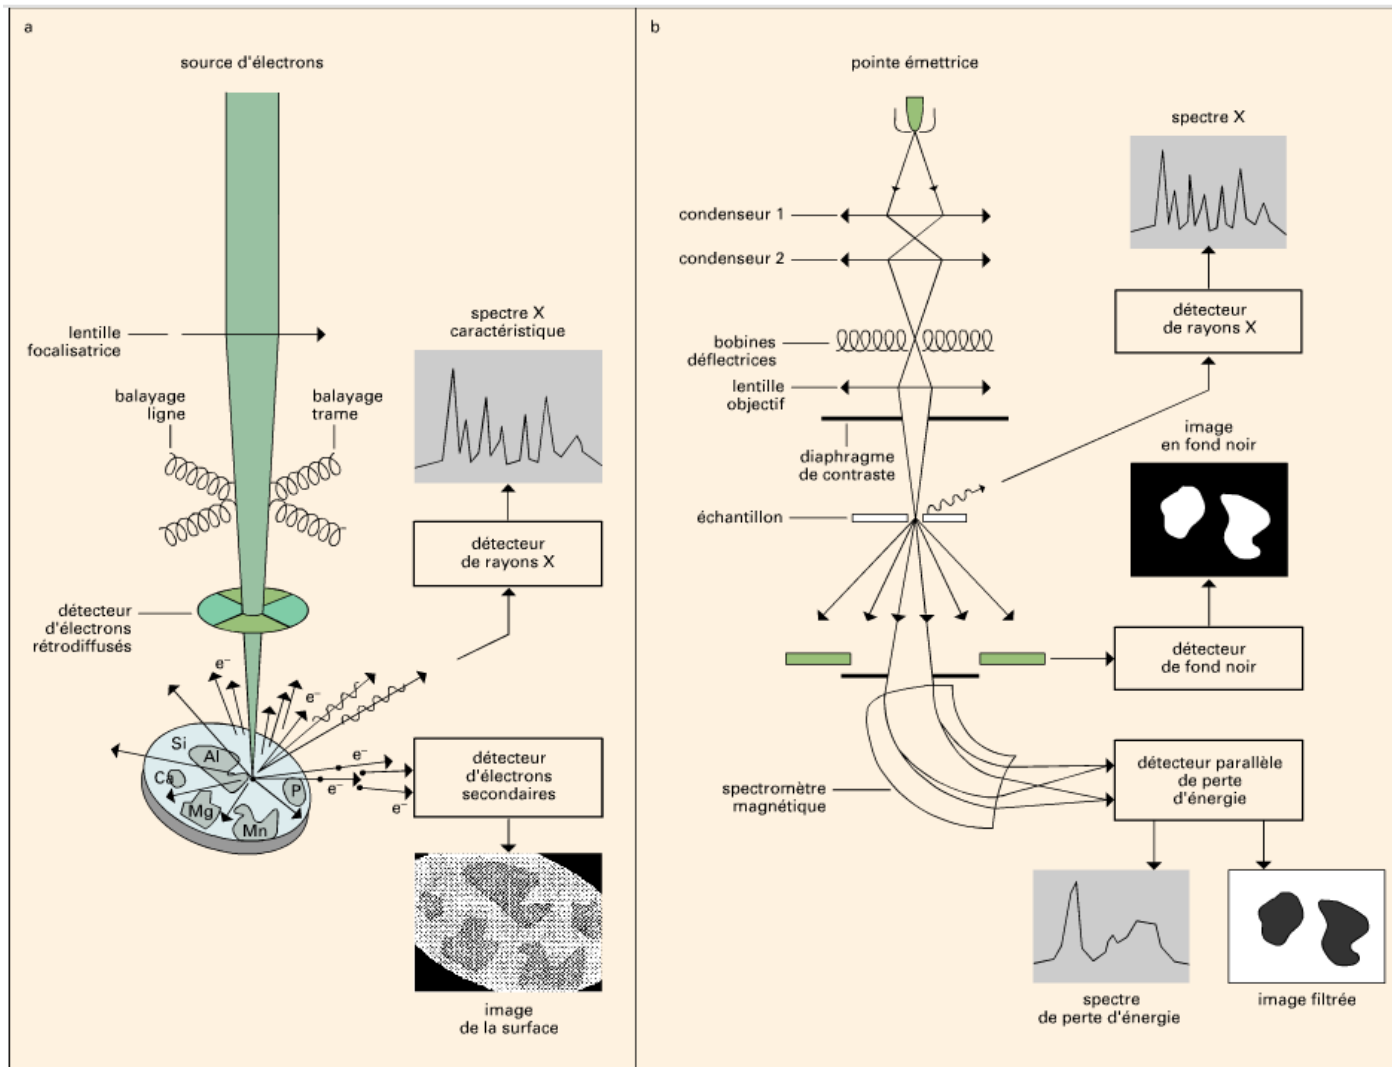 a
source d'électrons
lentille
focalisatrice
balayage
ligne
balayage
trame
spectre X
caractéristique
détecteur
de rayons X
détecteur
d'électrons
rétrodiffusés
e⁻
e⁻
Si
Al
Ca
Mg
Mn
P
e⁻
e⁻
e⁻
détecteur
d'électrons
secondaires
image
de la surface
b
pointe émettrice
condenseur 1
condenseur 2
bobines
déflectrices
lentille
objectif
diaphragme
de contraste
échantillon
spectre X
détecteur
de rayons X
image
en fond noir
détecteur
de fond noir
spectromètre
magnétique
détecteur parallèle
de perte
d'énergie
spectre
de perte d'énergie
image filtrée